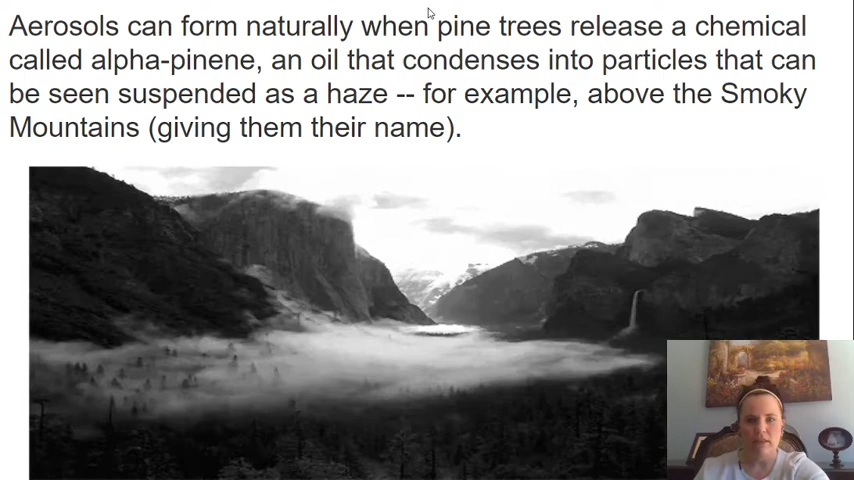 Aerosols can form naturally when pine trees release a chemical
called alpha-pinene, an oil that condenses into particles that can
be seen suspended as a haze -- for example, above the Smoky
Mountains (giving them their name).